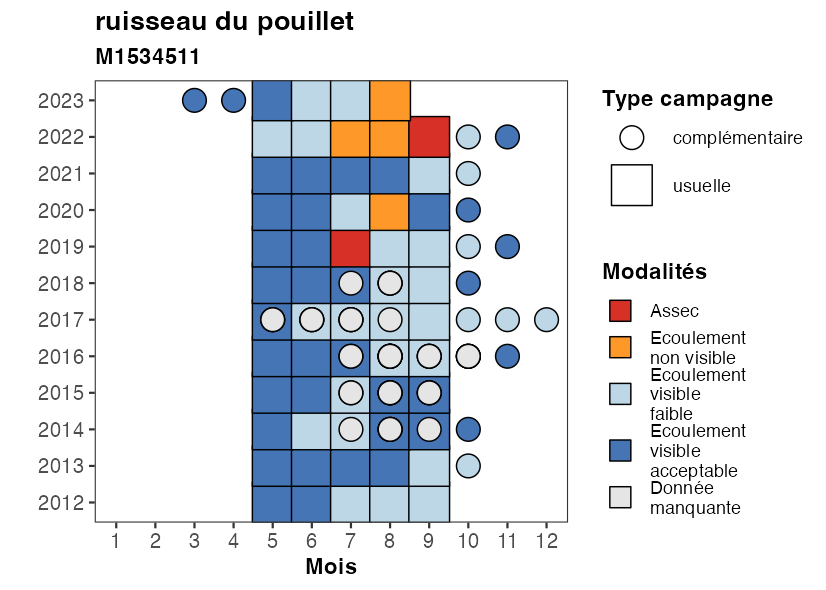 ruisseau du pouillet
M1534511
2023
2022
2021
2020
2019
2018
2017
2016
2015
2014
2013
2012
1 2 3 4 5 6 7 8 9 10 11 12
Mois
Type campagne
complémentaire
usuelle
Modalités
Assec
Ecoulement
non visible
Ecoulement
visible
faible
Ecoulement
visible
acceptable
Donnée
manquante